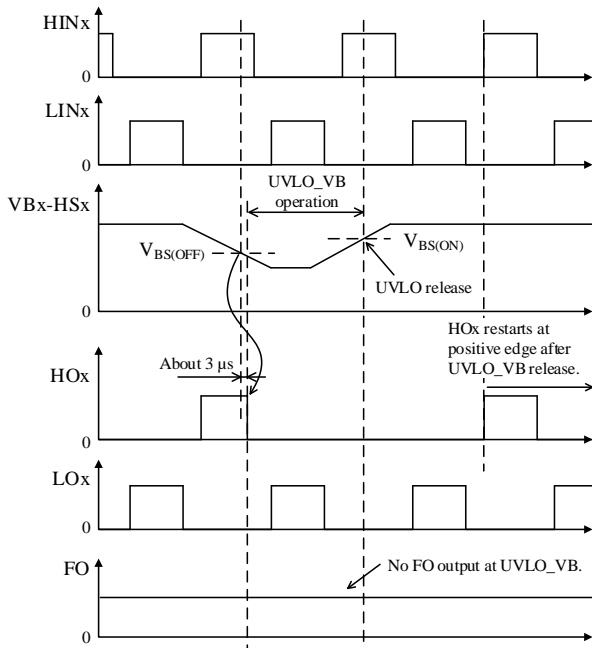 HINx
0
LINx
0
UVLO_VB
operation
VBx-HSx
VBS(OFF)
VBS(ON)
UVLO release
0
HOx restarts at
positive edge after
UVLO_VB release.
About 3 µs
HOx
0
LOx
0
No FO output at UVLO_VB.
FO
0